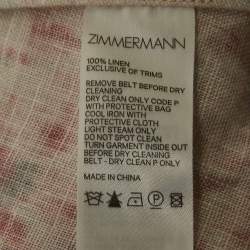 ZIMMERMANN
100% LINEN
EXCLUSIVE OF TRIMS
REMOVE BELT BEFORE DRY
CLEANING
DRY CLEAN ONLY CODE P
WITH PROTECTIVE BAG
COOL IRON WITH
PROTECTIVE CLOTH
LIGHT STEAM ONLY
DO NOT SPOT CLEAN
TURN GARMENT INSIDE OUT
BEFORE DRY CLEANING
BELT - DRY CLEAN P ONLY
MADE IN CHINA
P